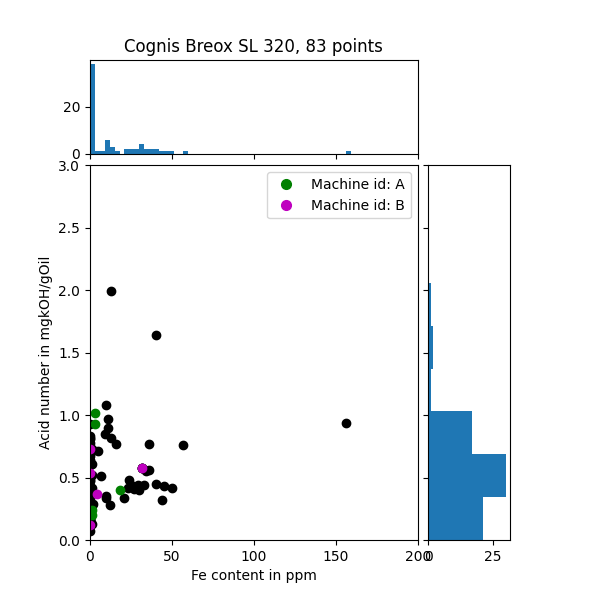 Cognis Breox SL 320, 83 points
20
0
3.0
2.5
2.0
1.5
1.0
0.5
0.0
Machine id: A
Machine id: B
Acid number in mgkOH/gOil
0 50 100 150 200
0 25
Fe content in ppm